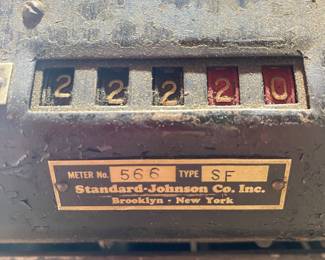 2 2 2 2 0
METER No. 566 TYPE SF
Standard-Johnson Co. Inc.
Brooklyn - New York